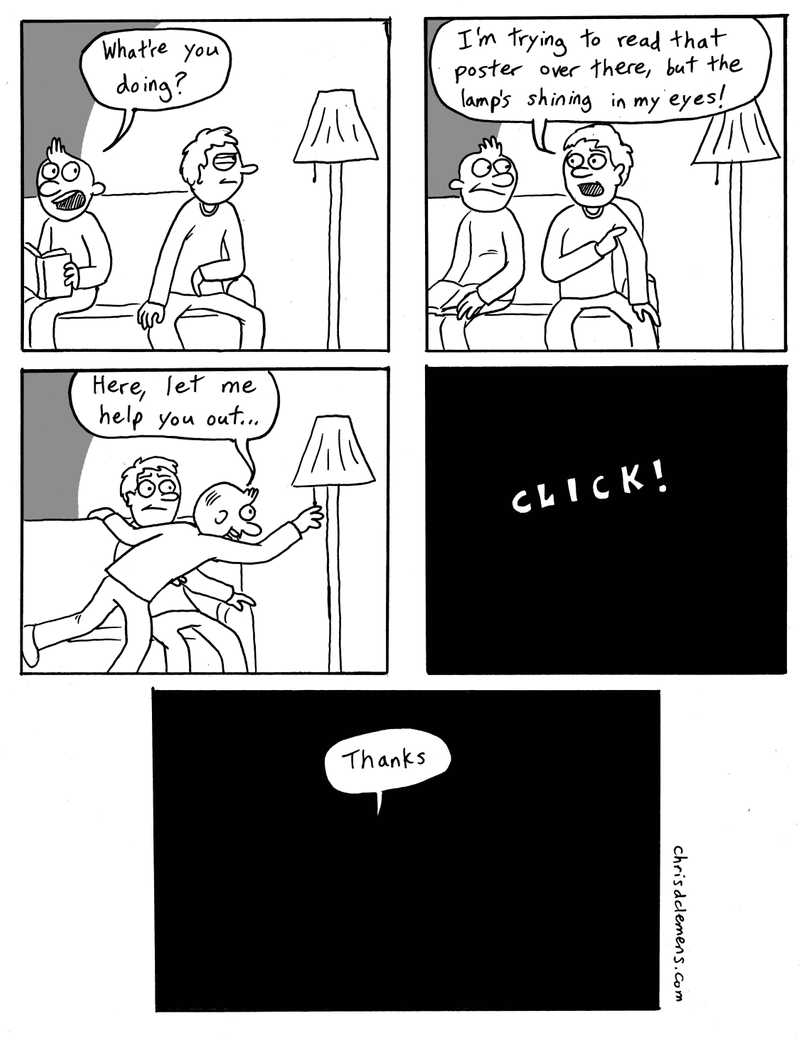 What're you
doing?
I'm trying to read that
poster over there, but the
lamp's shining in my eyes!
Here, let me
help you out...
CLICK!
Thanks
chrisdclemens.com